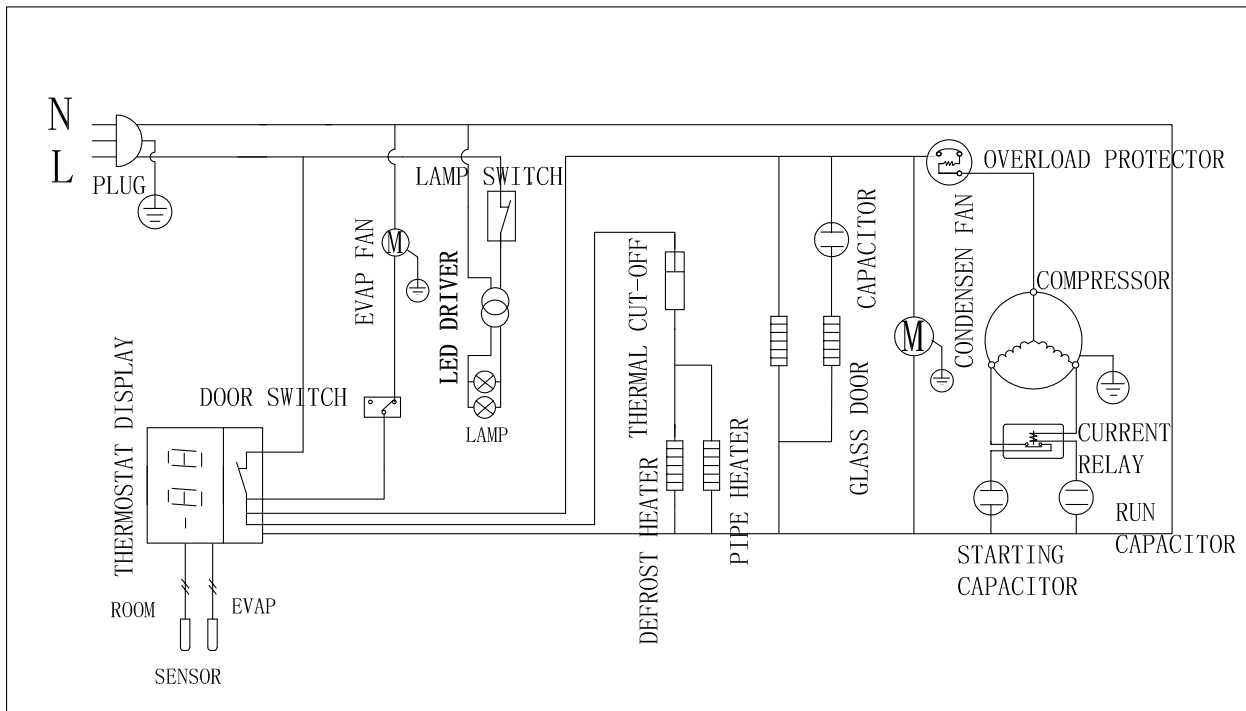 N
L
PLUG
LAMP SWITCH
OVERLOAD PROTECTOR
EVAP FAN
M
LED DRIVER
THERMAL CUT-OFF
CAPACITOR
M
CONDENSEN FAN
COMPRESSOR
THERMOSTAT DISPLAY
DOOR SWITCH
LAMP
DEFROST HEATER
PIPE HEATER
GLASS DOOR
CURRENT
RELAY
RUN
CAPACITOR
STARTING
CAPACITOR
ROOM
EVAP
SENSOR